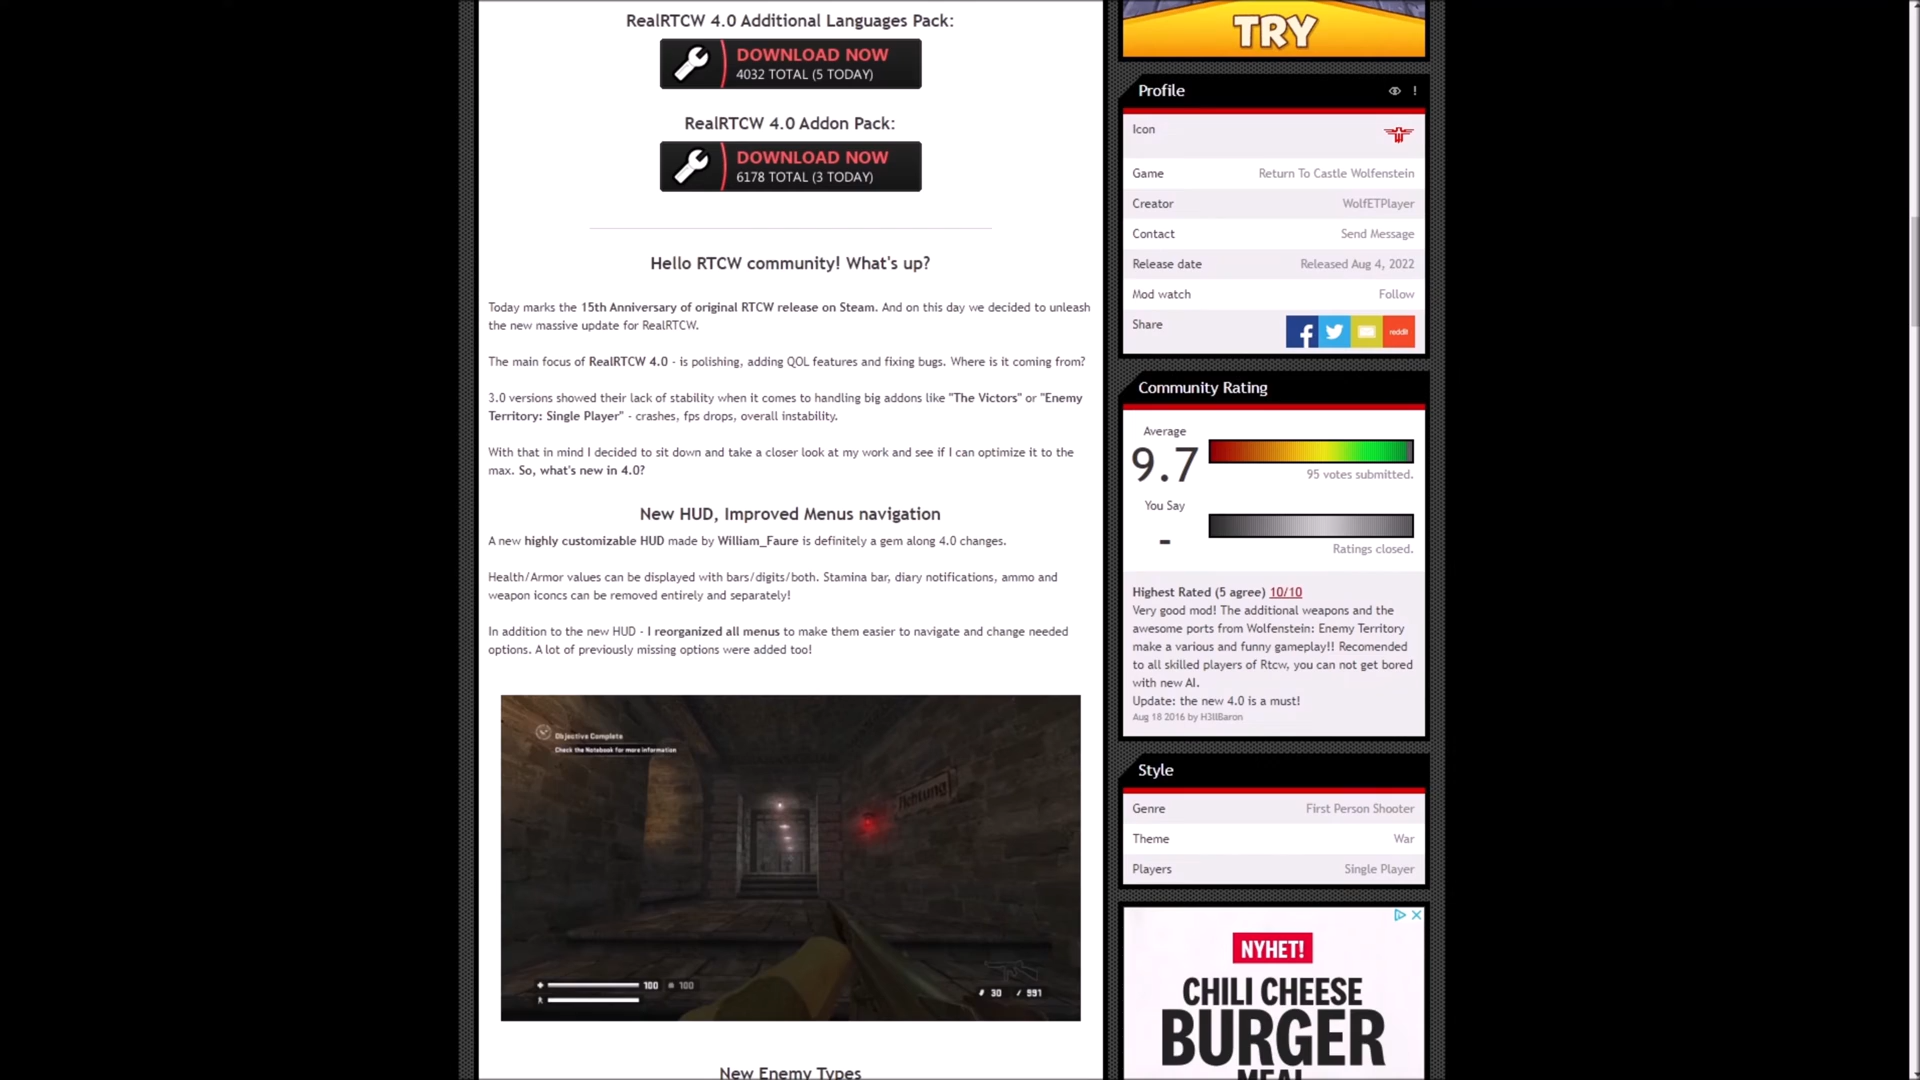 RealRTCW 4.0 Additional Languages Pack:
DOWNLOAD NOW
4032 TOTAL (5 TODAY)
RealRTCW 4.0 Addon Pack:
DOWNLOAD NOW
6178 TOTAL (3 TODAY)
Hello RTCW community! What's up?
Today marks the 15th Anniversary of original RTCW release on Steam. And on this day we decided to unleash
the new massive update for RealRTCW.
The main focus of RealRTCW 4.0 - is polishing, adding QOL features and fixing bugs. Where is it coming from?
3.0 versions showed their lack of stability when it comes to handling big addons like "The Victors" or "Enemy
Territory: Single Player" - crashes, fps drops, overall instability.
With that in mind I decided to sit down and take a closer look at my work and see if I can optimize it to the
max. So, what's new in 4.0?
New HUD, Improved Menus navigation
A new highly customizable HUD made by William_Faure is definitely a gem along 4.0 changes.
Health/Armor values can be displayed with bars/digits/both. Stamina bar, diary notifications, ammo and
weapon iconcs can be removed entirely and separately!
In addition to the new HUD - I reorganized all menus to make them easier to navigate and change needed
options. A lot of previously missing options were added too!
Objective Complete
Check the Notebook for more information
Achtung
100 100
30 / 591
New Enemy Types
TRY
Profile
Icon
Game Return To Castle Wolfenstein
Creator WolfETPlayer
Contact Send Message
Release date Released Aug 4, 2022
Mod watch Follow
Share reddit
Community Rating
Average
9.7
95 votes submitted.
You Say
-
Ratings closed.
Highest Rated (5 agree) 10/10
Very good mod! The additional weapons and the
awesome ports from Wolfenstein: Enemy Territory
make a various and funny gameplay!! Recomended
to all skilled players of Rtcw, you can not get bored
with new AI.
Update: the new 4.0 is a must!
Aug 18 2016 by H3llBaron
Style
Genre First Person Shooter
Theme War
Players Single Player
NYHET!
CHILI CHEESE
BURGER
MEAL